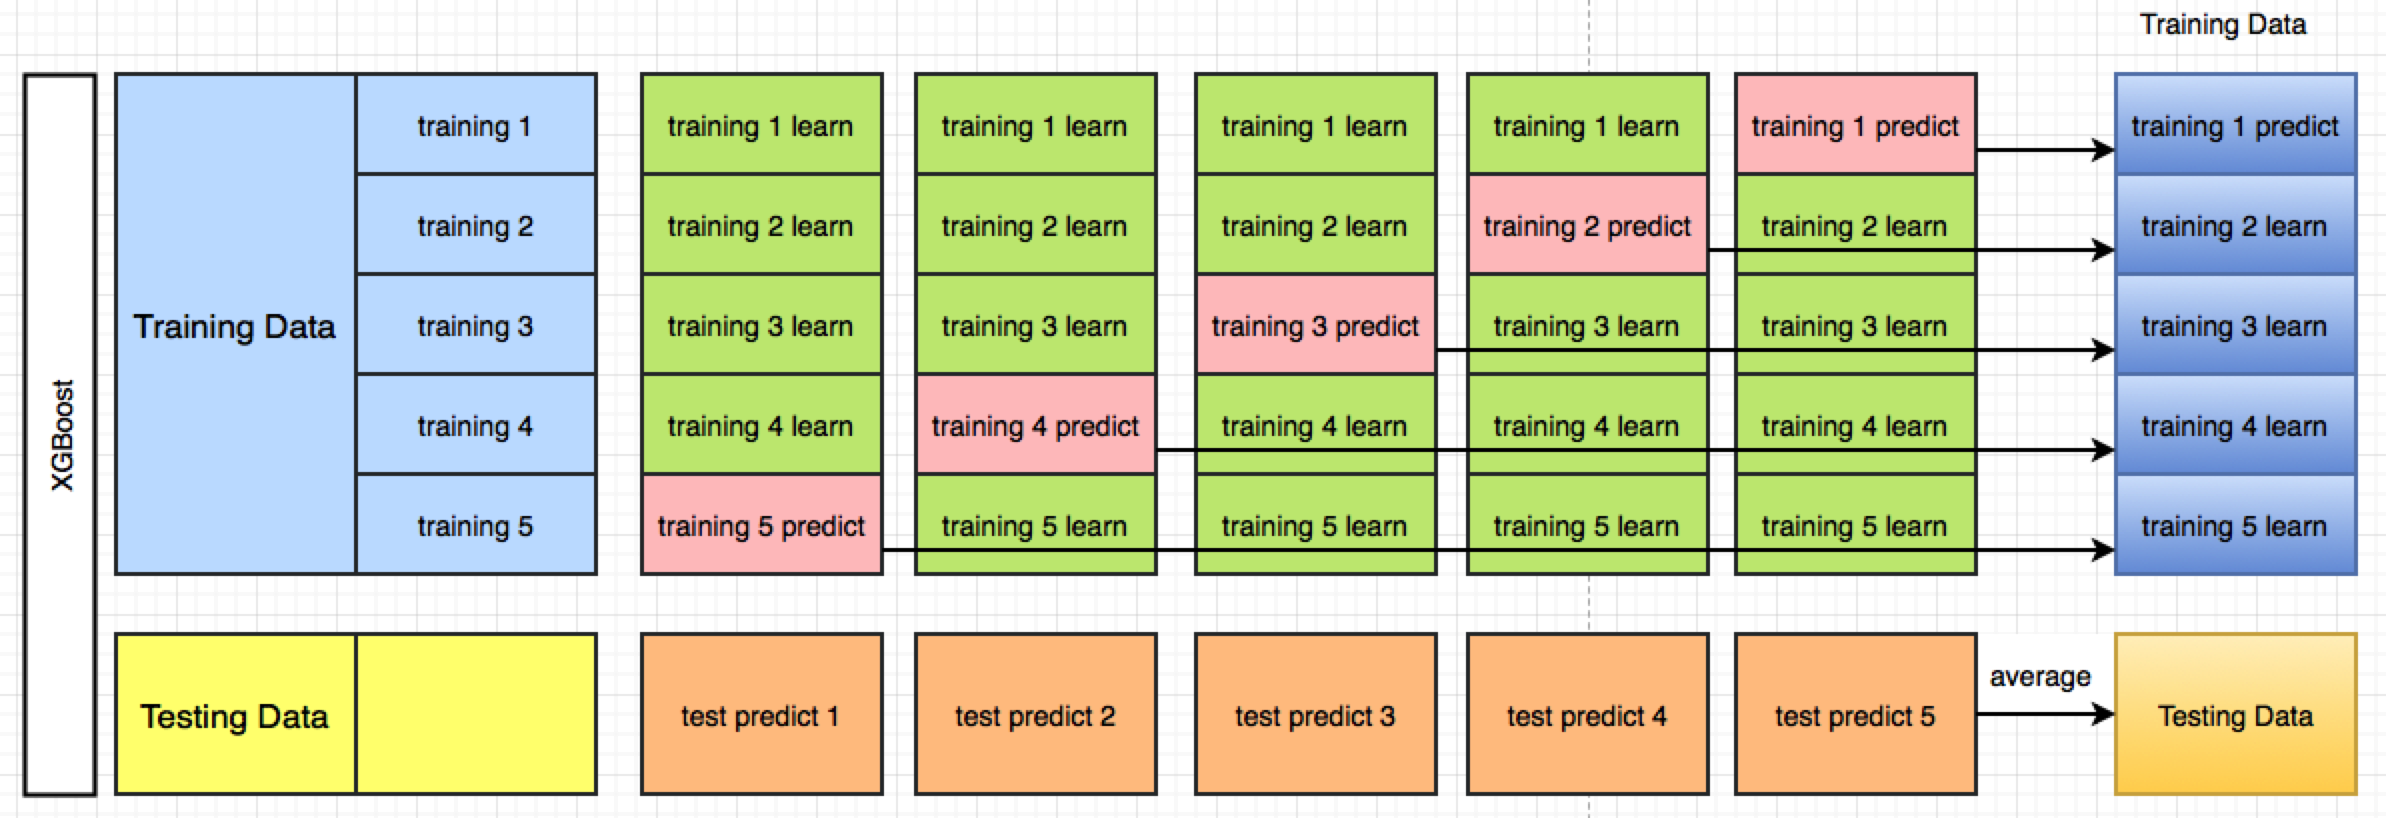 Training Data
XGBoost
Training Data
training 1
training 2
training 3
training 4
training 5
training 1 learn
training 2 learn
training 3 learn
training 4 learn
training 5 predict
training 1 learn
training 2 learn
training 3 learn
training 4 predict
training 5 learn
training 1 learn
training 2 learn
training 3 predict
training 4 learn
training 5 learn
training 1 learn
training 2 predict
training 3 learn
training 4 learn
training 5 learn
training 1 predict
training 2 learn
training 3 learn
training 4 learn
training 5 learn
training 1 predict
training 2 learn
training 3 learn
training 4 learn
training 5 learn
Testing Data
test predict 1
test predict 2
test predict 3
test predict 4
test predict 5
average
Testing Data